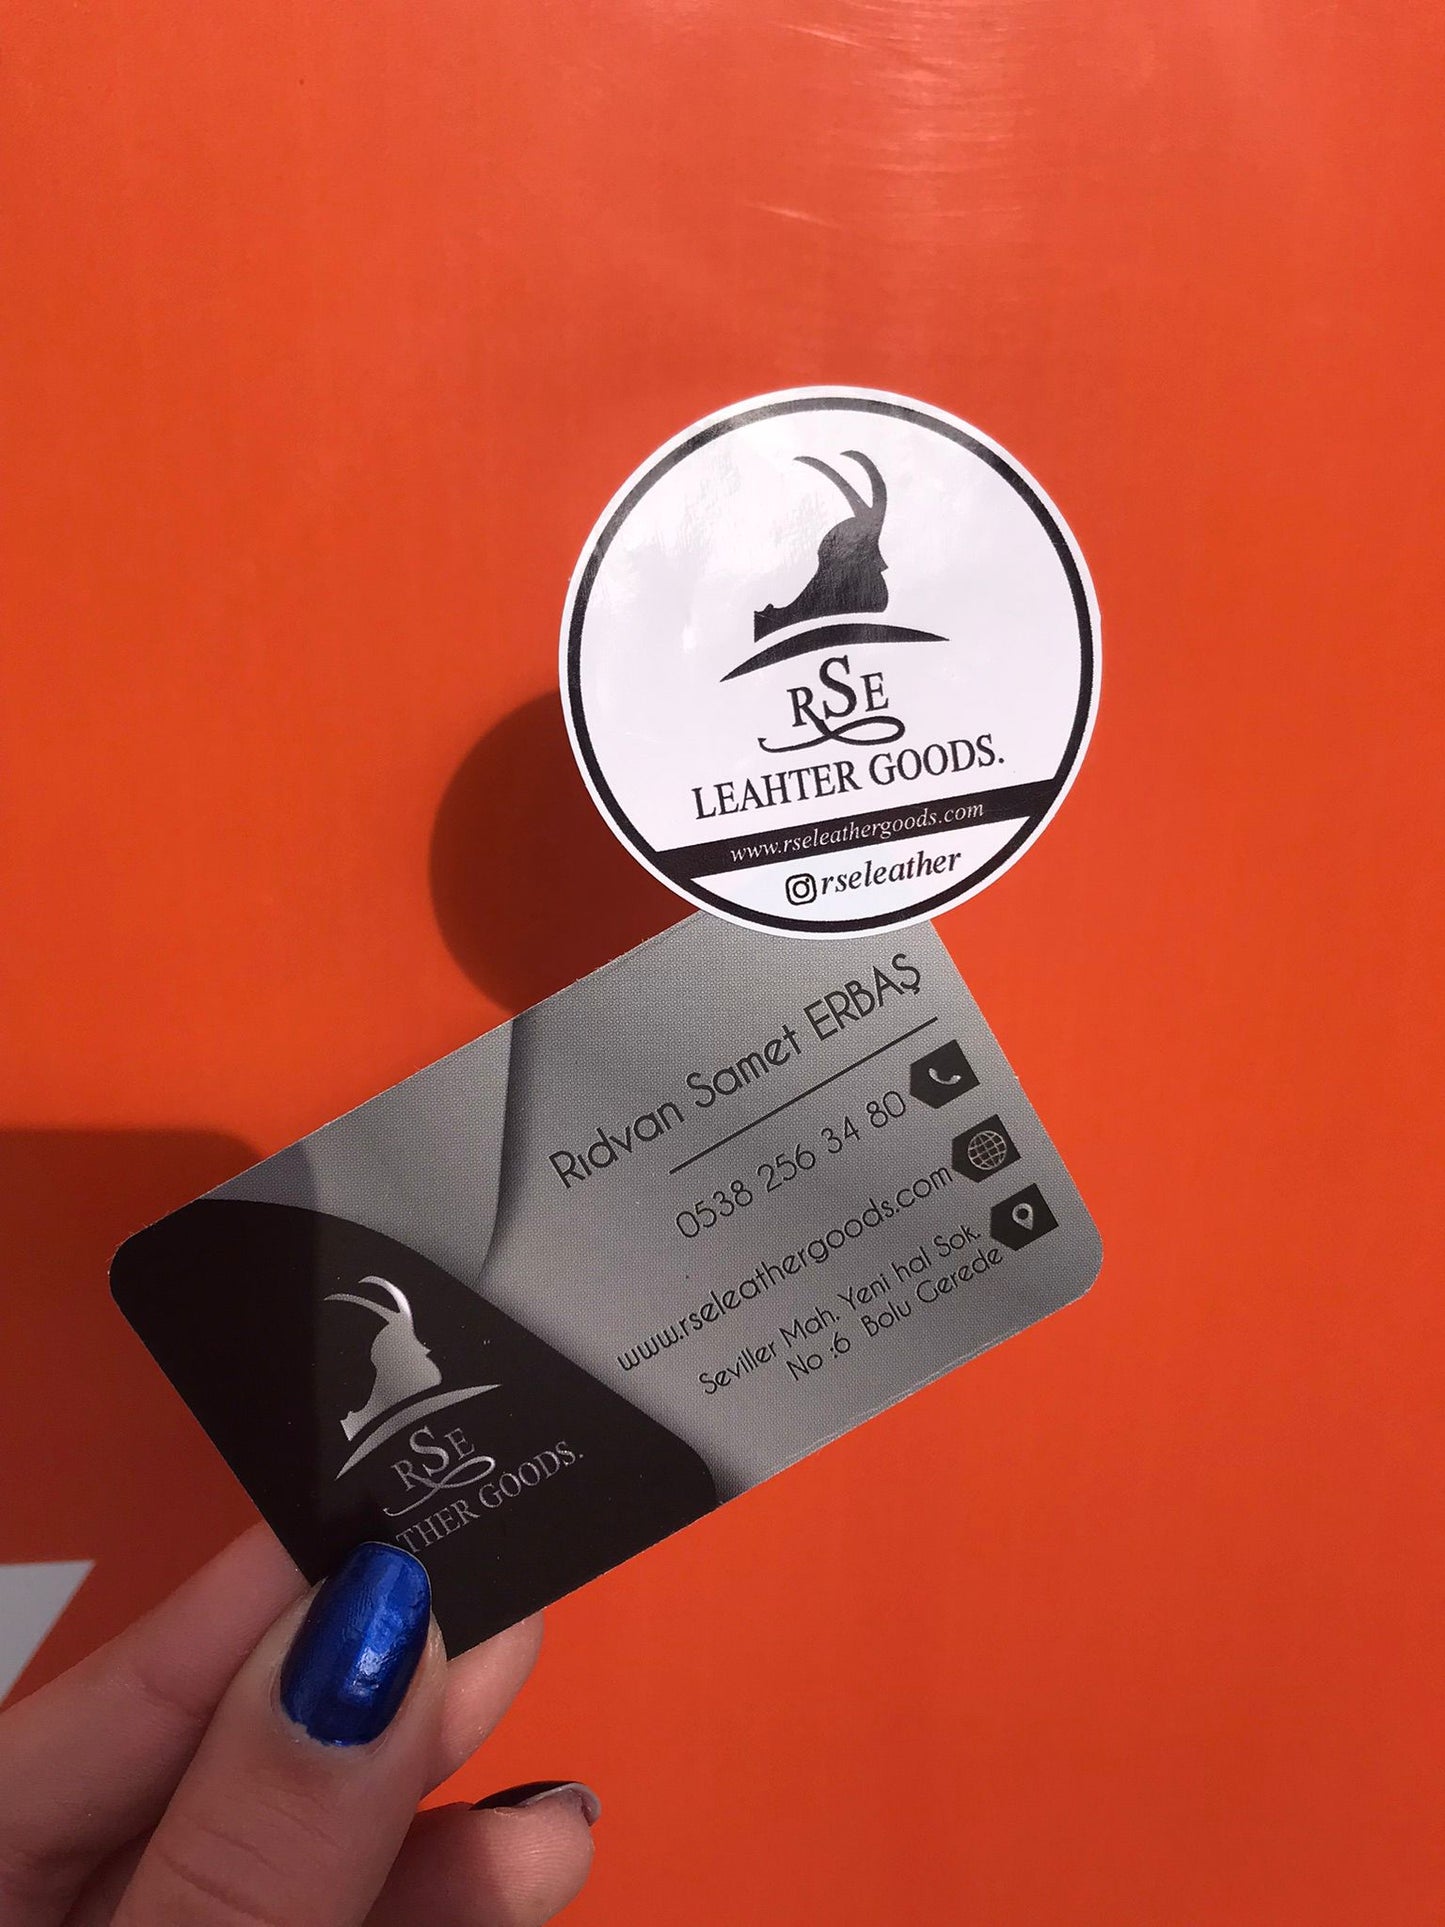 RSE
LEAHTER GOODS.
www.rseleathergoods.com
rseleather
Rıdvan Samet ERBAŞ
0538 256 34 80
www.rseleathergoods.com
Seviller Mah. Yeni hal Sok.
No :6 Bolu Gerede
RSE
THER GOODS.